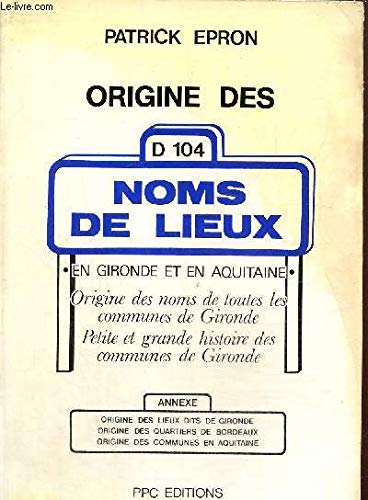 Le-livre.com
PATRICK EPRON
ORIGINE DES
D 104
NOMS
DE LIEUX
• EN GIRONDE ET EN AQUITAINE •
Origine des noms de toutes les
communes de Gironde
Petite et grande histoire des
communes de Gironde
ANNEXE
ORIGINE DES LIEUX DITS DE GIRONDE
ORIGINE DES QUARTIERS DE BORDEAUX
ORIGINE DES COMMUNES EN AQUITAINE
PPC EDITIONS